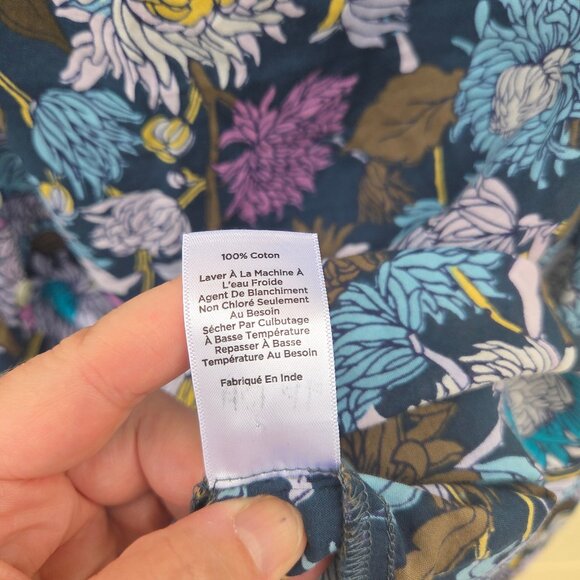 100% Coton
Laver À La Machine À
L'eau Froide
Agent De Blanchiment
Non Chloré Seulement
Au Besoin
Sécher Par Culbutage
À Basse Température
Repasser À Basse
Température Au Besoin
Fabriqué En Inde